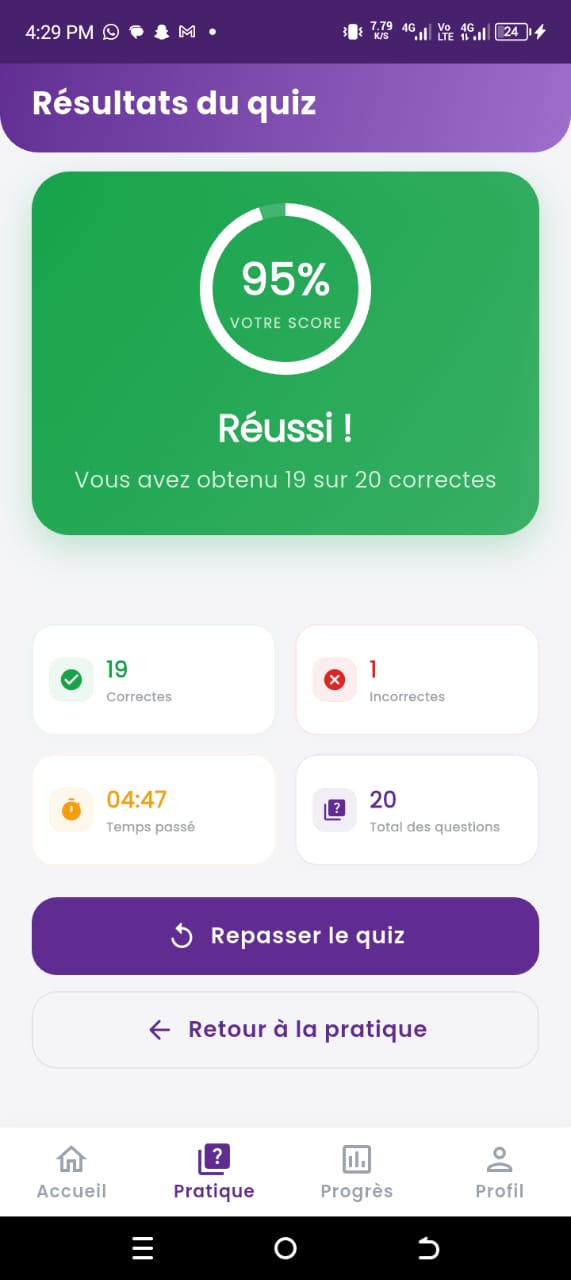 4:29 PM
7.79 K/S 4G Vo LTE 4G 24
Résultats du quiz
95%
VOTRE SCORE
Réussi !
Vous avez obtenu 19 sur 20 correctes
19
Correctes
1
Incorrectes
04:47
Temps passé
20
Total des questions
Repasser le quiz
Retour à la pratique
Accueil Pratique Progrès Profil